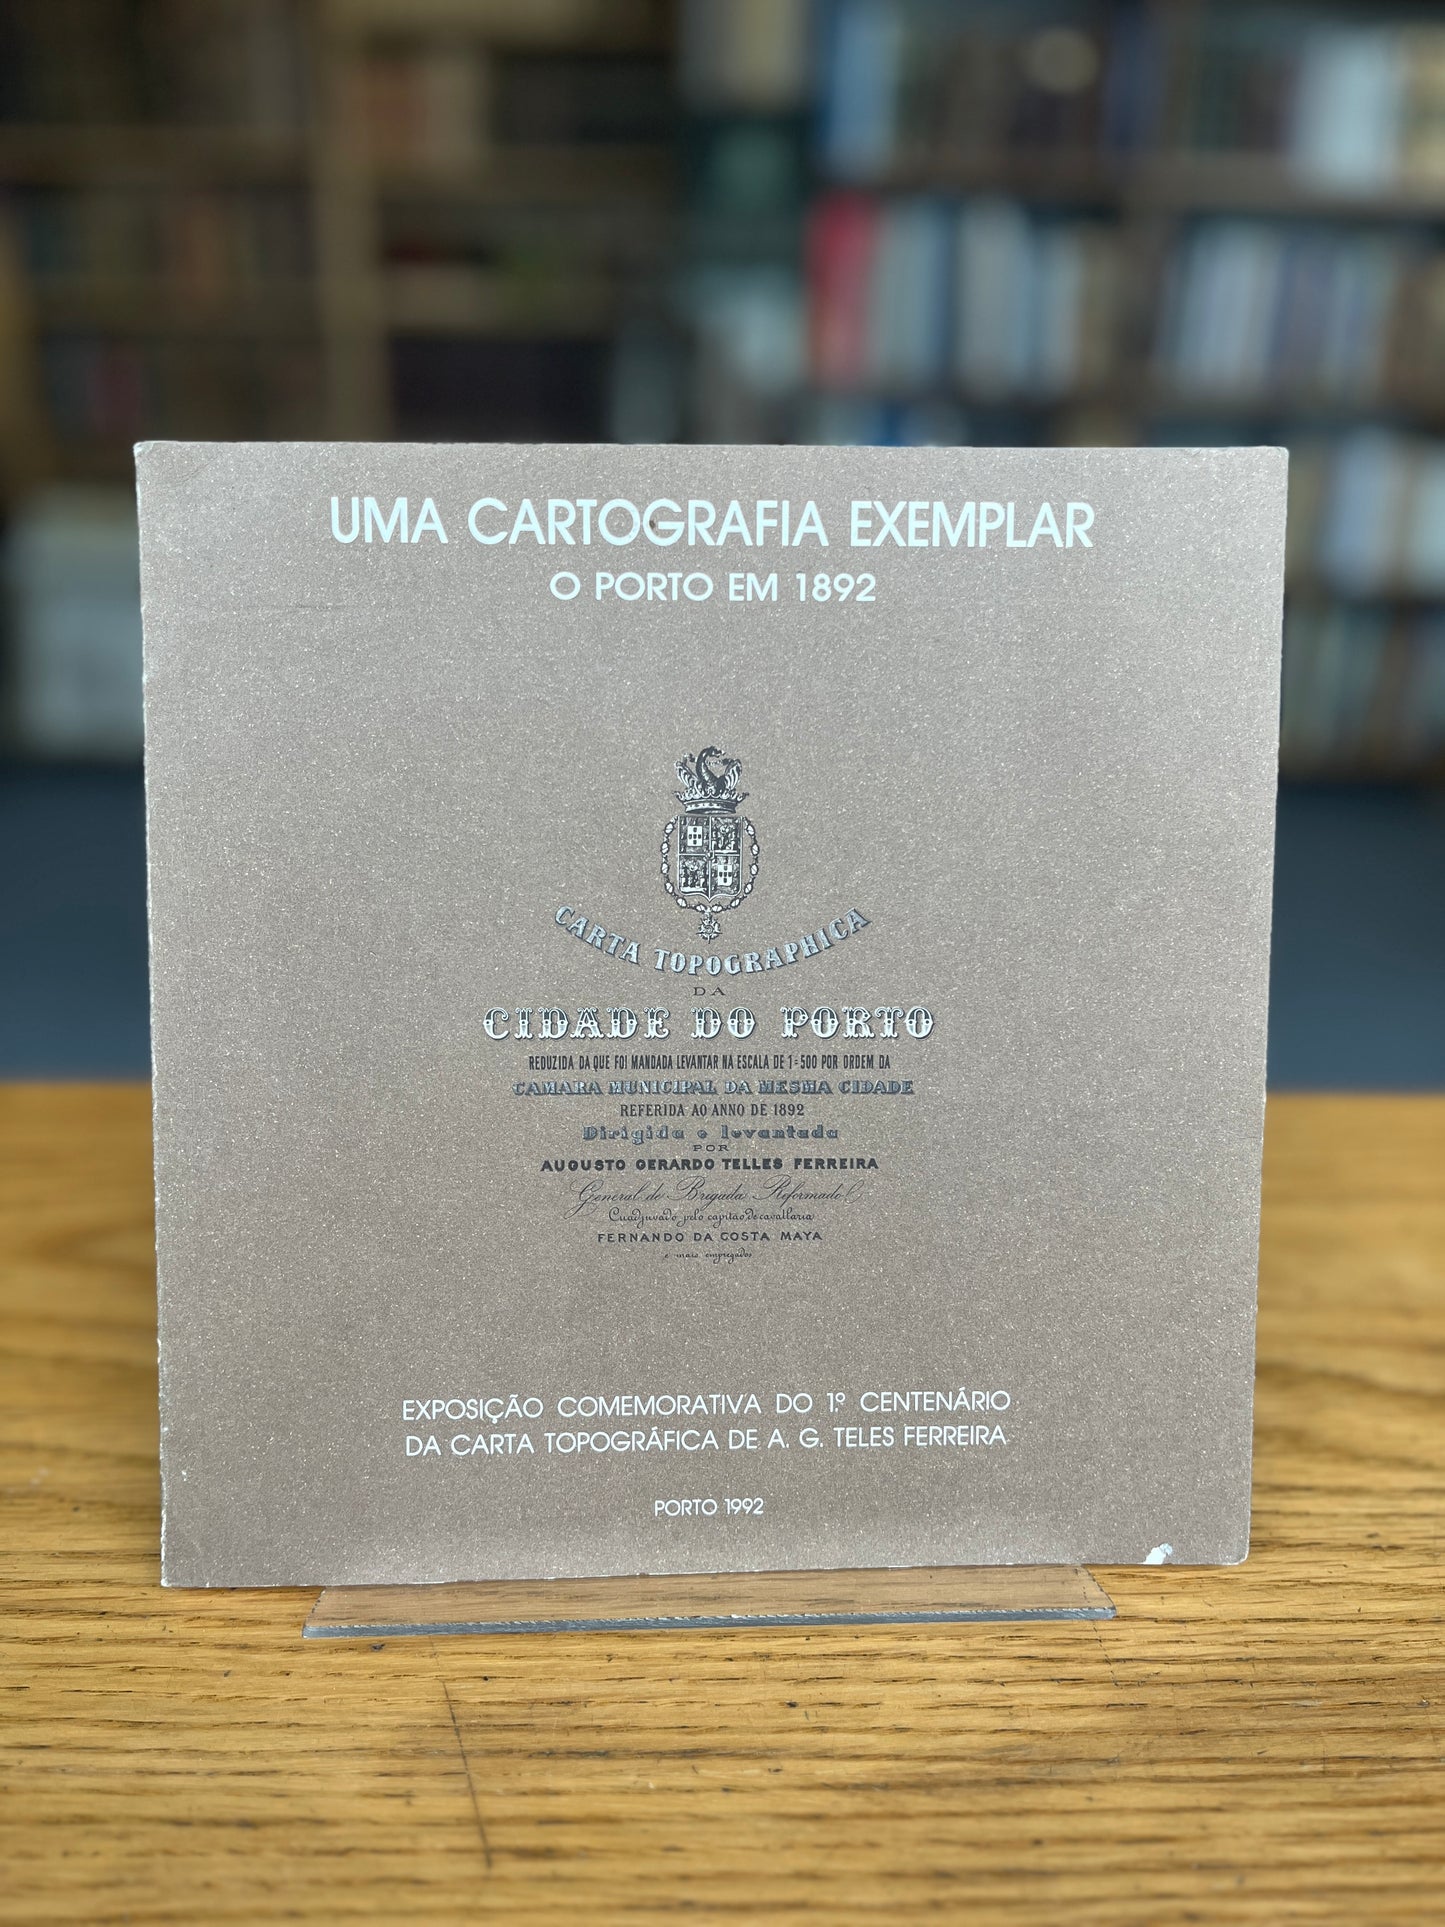 UMA CARTOGRAFIA EXEMPLAR
O PORTO EM 1892
CARTA TOPOGRAPHICA
DA
CIDADE DO PORTO
REDUZIDA DA QUE FOI MANDADA LEVANTAR NA ESCALA DE 1=500 POR ORDEM DA
CAMARA MUNICIPAL DA MESMA CIDADE
REFERIDA AO ANNO DE 1892
Dirigida e levantada
POR
AUGUSTO GERARDO TELLES FERREIRA
General de Brigada Reformado
Cuadjuvado pelo capitão de cavallaria
FERNANDO DA COSTA MAYA
e mais empregados
EXPOSIÇÃO COMEMORATIVA DO 1º CENTENÁRIO
DA CARTA TOPOGRÁFICA DE A. G. TELES FERREIRA
PORTO 1992